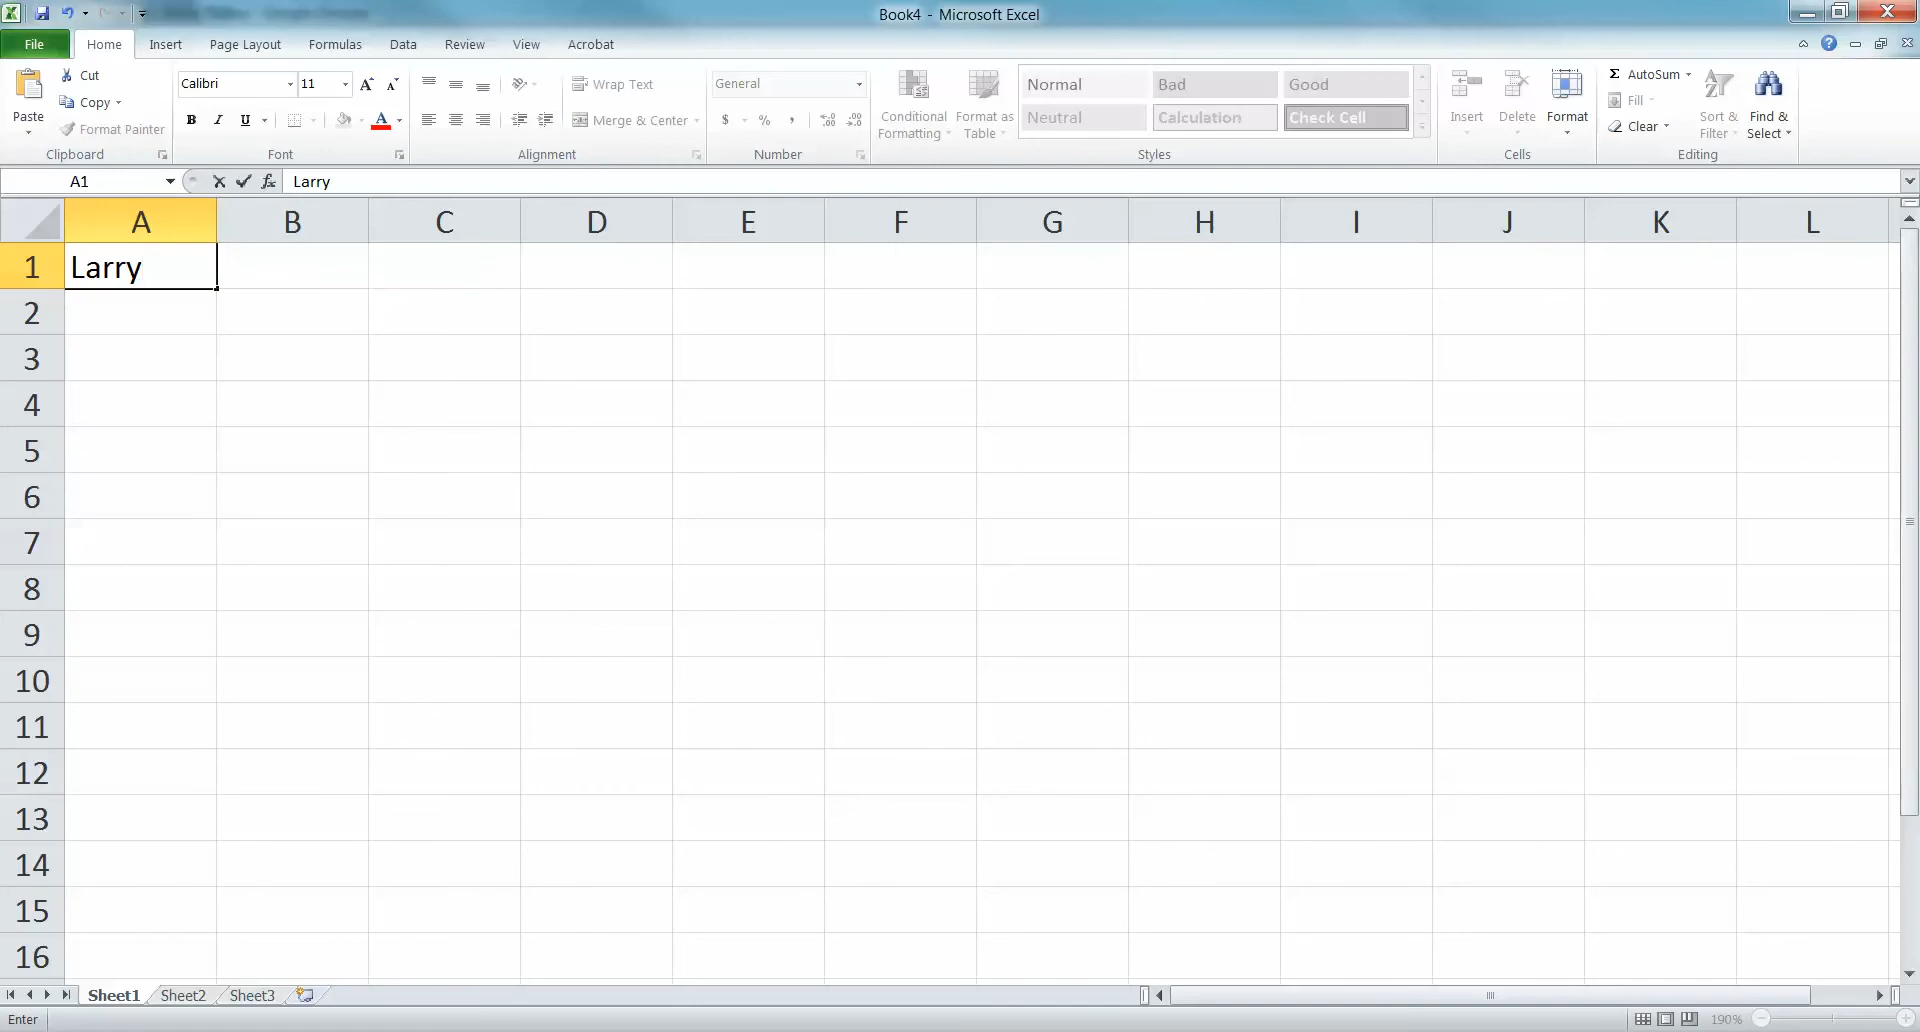 Book4 - Microsoft Excel
File Home Insert Page Layout Formulas Data Review View Acrobat
Paste
Cut
Copy
Format Painter
Clipboard
Calibri 11
B I U
Font
Wrap Text
Merge & Center
Alignment
General
$ % ,
Number
Conditional Formatting
Format as Table
Normal Bad Good
Neutral Calculation Check Cell
Styles
Insert Delete Format
Cells
Σ AutoSum
Fill
Clear
Sort & Filter
Find & Select
Editing
A1 fx Larry
A B C D E F G H I J K L
1 Larry
2
3
4
5
6
7
8
9
10
11
12
13
14
15
16
Sheet1 Sheet2 Sheet3
Enter 190%